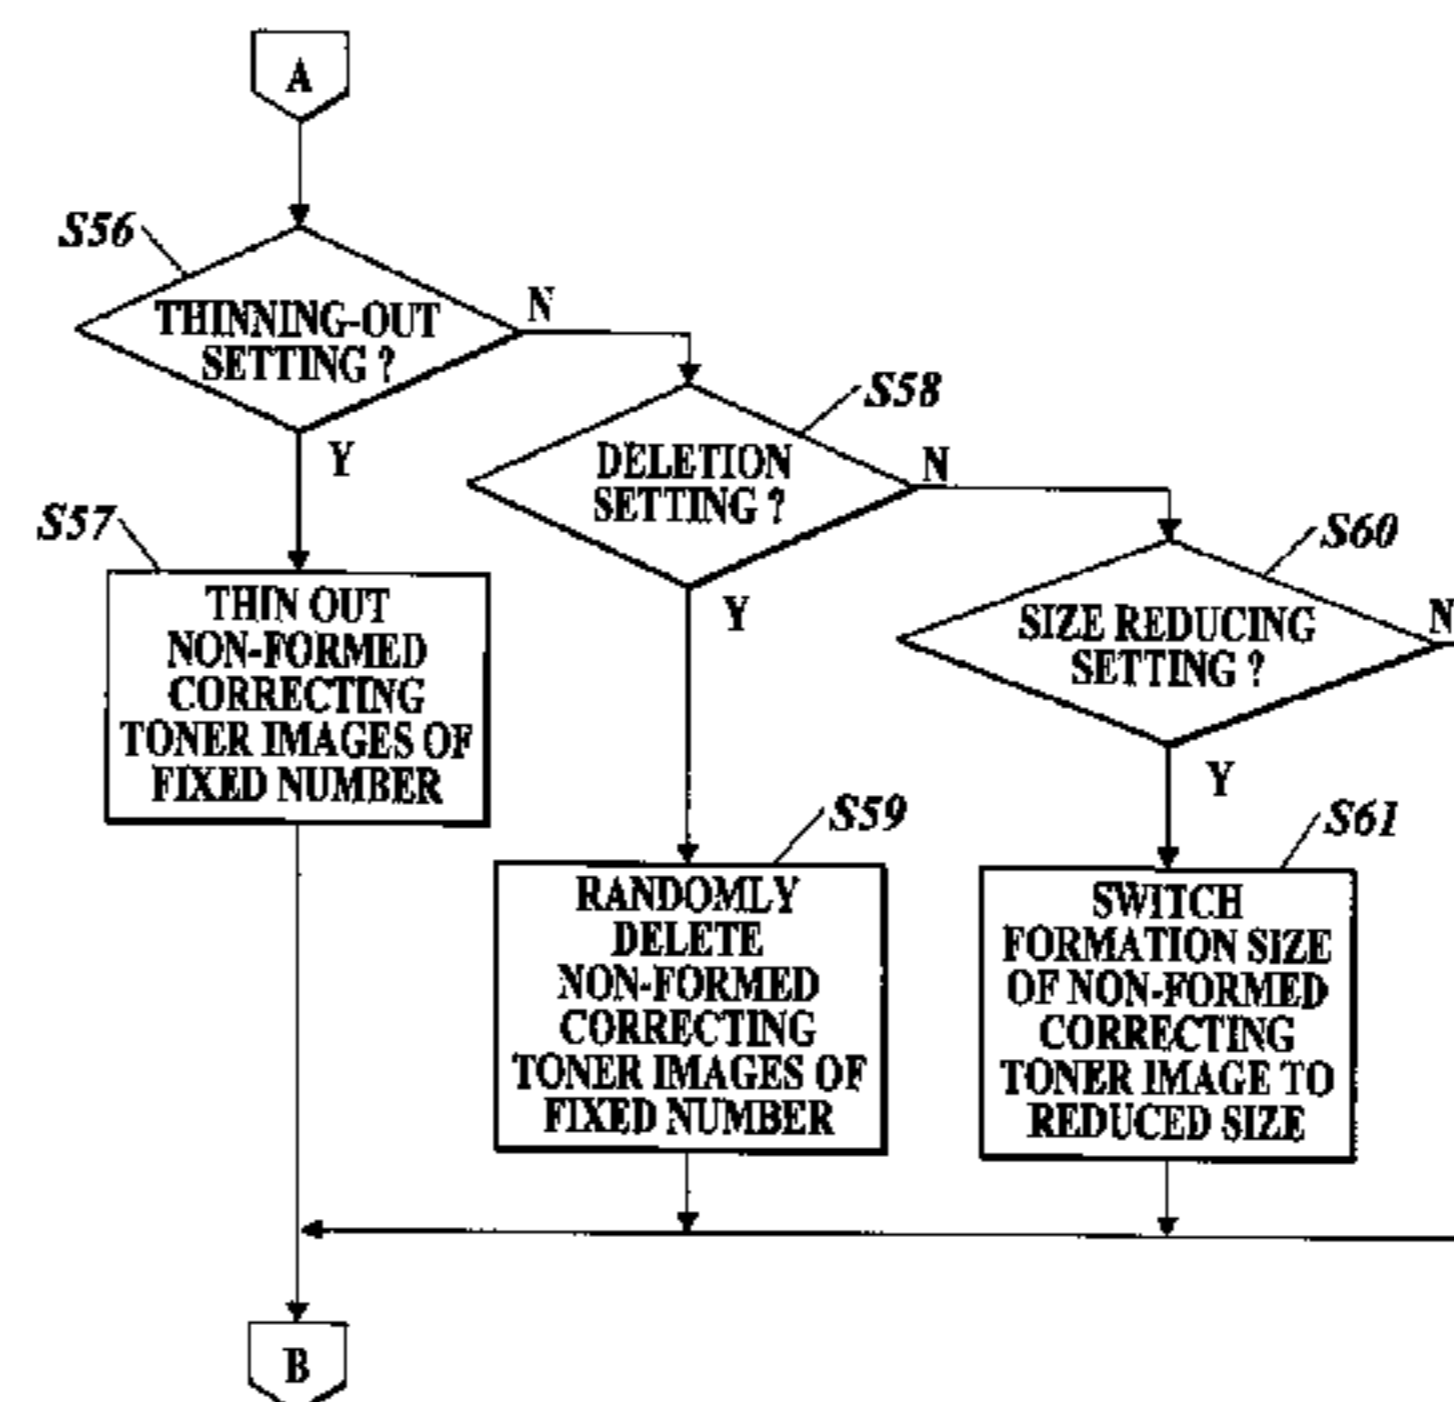 A
S56
THINNING-OUT
SETTING ?
N
Y
S58
DELETION
SETTING ?
N
Y
S60
SIZE REDUCING
SETTING ?
N
Y
S57
THIN OUT
NON-FORMED
CORRECTING
TONER IMAGES OF
FIXED NUMBER
S59
RANDOMLY
DELETE
NON-FORMED
CORRECTING
TONER IMAGES OF
FIXED NUMBER
S61
SWITCH
FORMATION SIZE
OF NON-FORMED
CORRECTING
TONER IMAGE TO
REDUCED SIZE
B